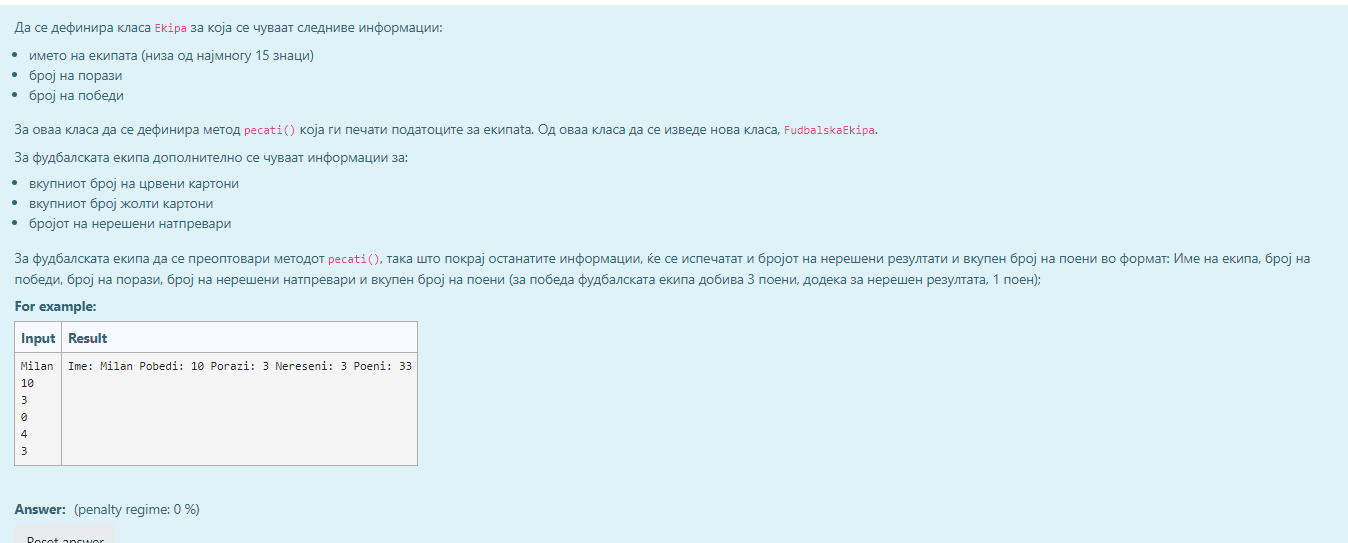 Да се дефинира класа Ekipa за која се чуваат следниве информации:
• името на екипата (низа од најмногу 15 знаци)
• број на порази
• број на победи
За оваа класа да се дефинира метод pecati() која ги печати податоците за екипata. Од оваа класа да се изведе нова класа, FudbalskaEkipa.
За фудбалската екипа дополнително се чуваат информации за:
• вкупниот број на црвени картони
• вкупниот број жолти картони
• бројот на нерешени натпревари
За фудбалската екипа да се преоптовари методот pecati(), така што покрај останатите информации, ќе се испечатат и бројот на нерешени резултати и вкупен број на поени во формат: Име на екипа, број на
победи, број на порази, број на нерешени натпревари и вкупен број на поени (за победа фудбалската екипа добива 3 поени, додека за нерешен резултата, 1 поен);
For example:
Input Result
Milan Ime: Milan Pobedi: 10 Porazi: 3 Nereseni: 3 Poeni: 33
10
3
0
4
3
Answer: (penalty regime: 0 %)
Reset answer